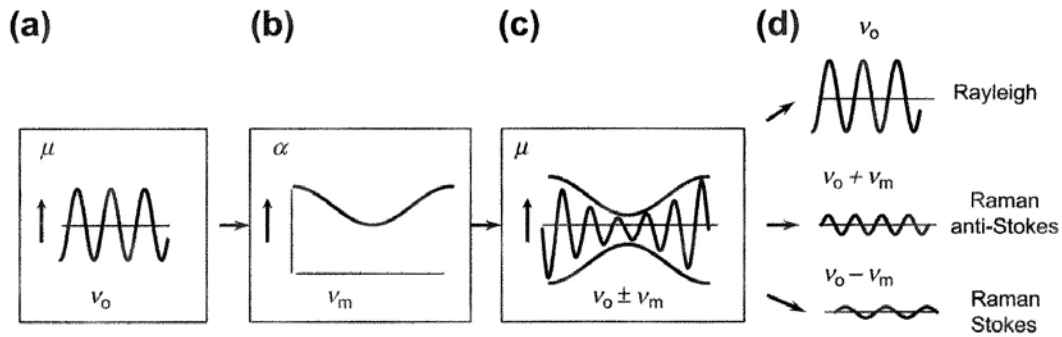 (a)
(b)
(c)
(d)
μ
ν₀
α
νₘ
μ
ν₀ ± νₘ
ν₀
Rayleigh
ν₀ + νₘ
Raman
anti-Stokes
ν₀ − νₘ
Raman
Stokes